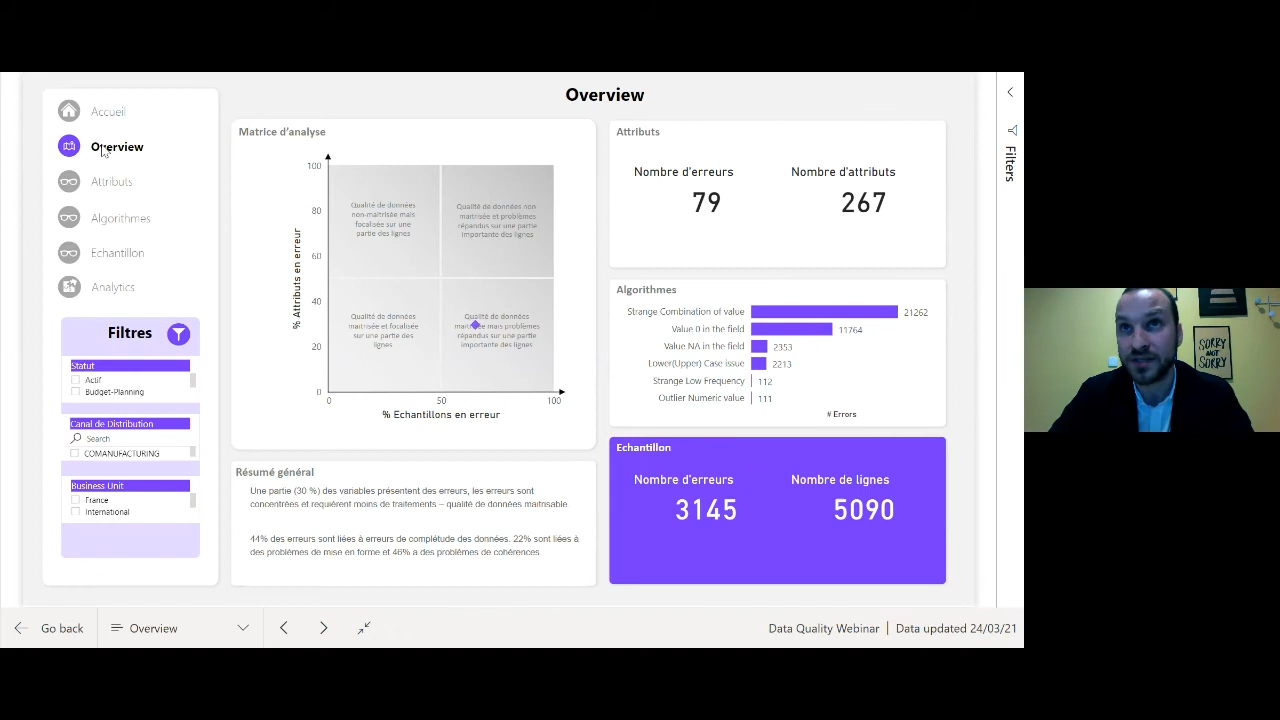 Overview
Accueil
Overview
Attributs
Algorithmes
Echantillon
Analytics
Filtres
Statut
Actif
Budget-Planning
Canal de Distribution
Search
COMANUFACTURING
Business Unit
France
International
Matrice d'analyse
100
80
60
40
20
0
% Attributs en erreur
Qualité de données
non-maitrisée mais
focalisée sur une
partie des lignes
Qualité de données non
maitrisée et problèmes
répandus sur une partie
importante des lignes
Qualité de données
maitrisée et focalisée
sur une partie des
lignes
Qualité de données
maitrisée mais problèmes
répandus sur une partie
importante des lignes
0
50
100
% Echantillons en erreur
Résumé général
Une partie (30 %) des variables présentent des erreurs, les erreurs sont
concentrées et requièrent moins de traitements – qualité de données maitrisable.
44% des erreurs sont liées à erreurs de complétude des données. 22% sont liées à
des problèmes de mise en forme et 46% a des problèmes de cohérences.
Attributs
Nombre d'erreurs Nombre d'attributs
79 267
Algorithmes
Strange Combination of value 21262
Value 0 in the field 11764
Value NA in the field 2353
Lower(Upper) Case issue 2213
Strange Low Frequency 112
Outlier Numeric value 111
# Errors
Echantillon
Nombre d'erreurs Nombre de lignes
3145 5090
Filters
SORRY
NOT
SORRY
Go back
Overview
Data Quality Webinar | Data updated 24/03/21